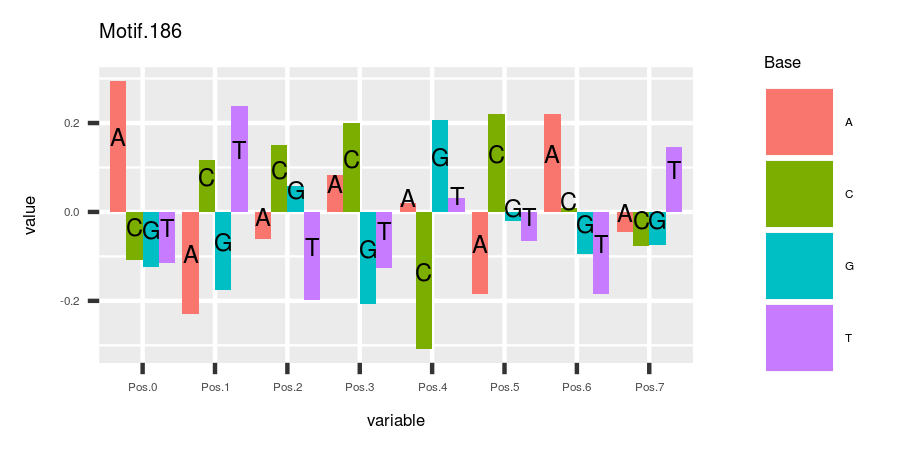 Motif.186
Base
A
C
G
T
value
0.2
0.0
-0.2
A
C
G
T
A
C
G
T
A
C
G
T
A
C
G
T
A
C
G
T
A
C
G
T
A
C
G
T
A
C
G
T
Pos.0 Pos.1 Pos.2 Pos.3 Pos.4 Pos.5 Pos.6 Pos.7
variable